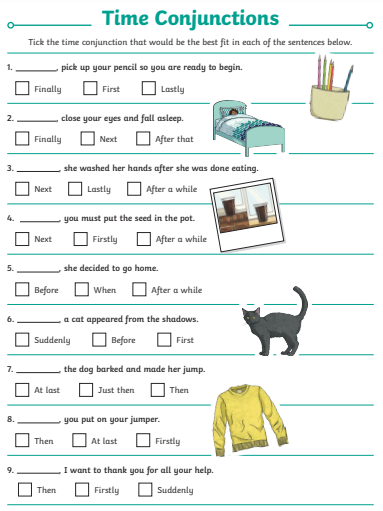 Time Conjunctions
Tick the time conjunction that would be the best fit in each of the sentences below.
1. ________, pick up your pencil so you are ready to begin.
Finally First Lastly
2. ________, close your eyes and fall asleep.
Finally Next After that
3. ________, she washed her hands after she was done eating.
Next Lastly After a while
4. ________, you must put the seed in the pot.
Next Firstly After a while
5. ________, she decided to go home.
Before When After a while
6. ________, a cat appeared from the shadows.
Suddenly Before First
7. ________, the dog barked and made her jump.
At last Just then Then
8. ________, you put on your jumper.
Then At last Firstly
9. ________, I want to thank you for all your help.
Then Firstly Suddenly